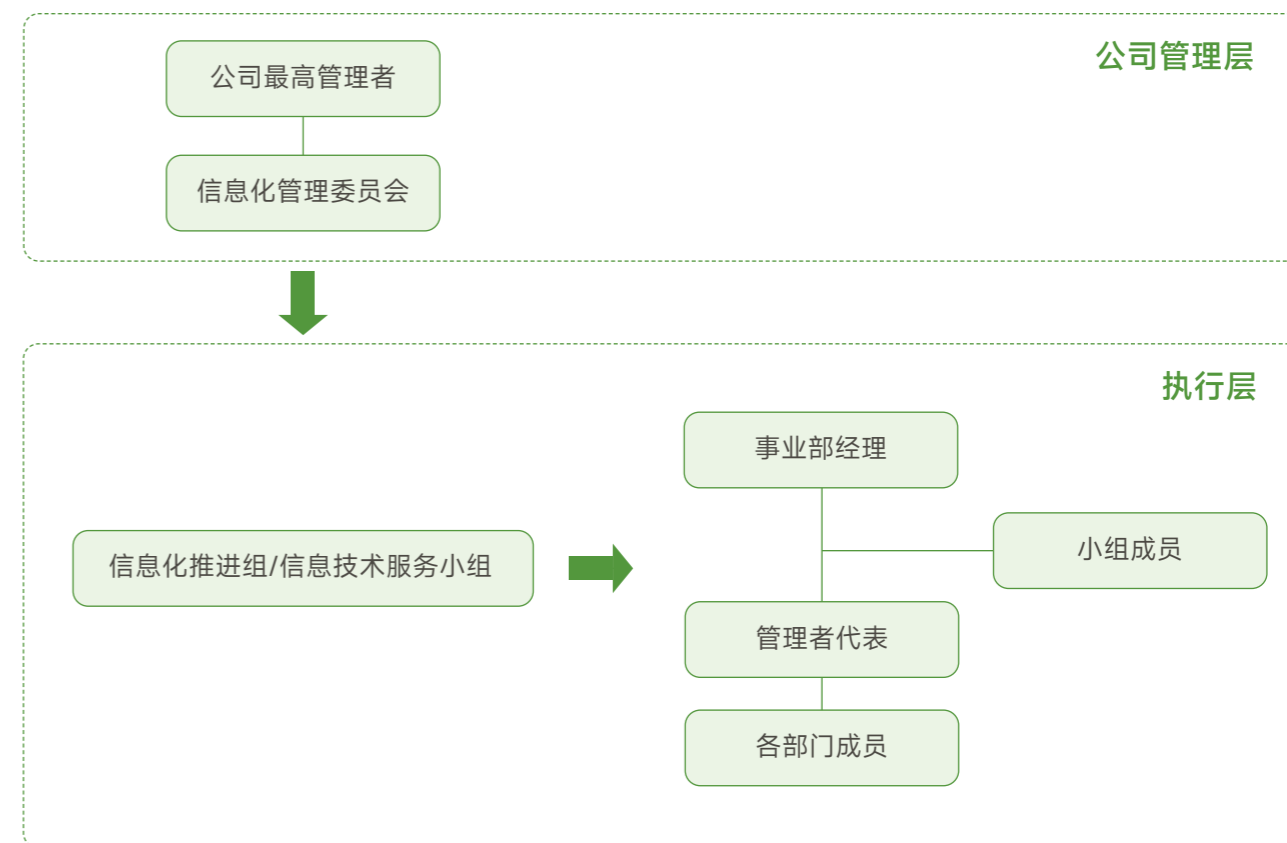 公司管理层
公司最高管理者
信息化管理委员会
执行层
事业部经理
小组成员
信息化推进组/信息技术服务小组
管理者代表
各部门成员